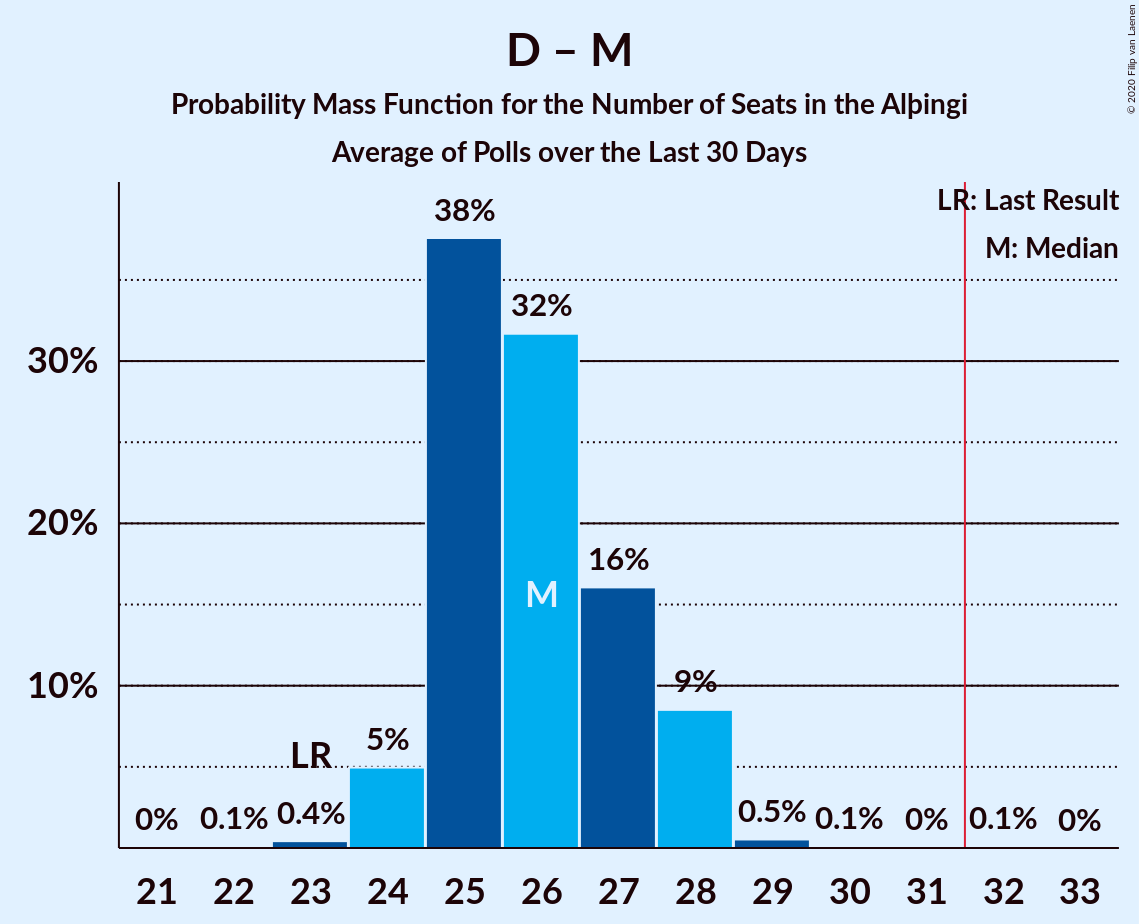 D – M
Probability Mass Function for the Number of Seats in the Alþingi
Average of Polls over the Last 30 Days
© 2020 Filip van Laenen
LR: Last Result
M: Median
38%
32%
30%
20%
16%
M
10%
9%
5%
LR
0% 0.1% 0.4% 0.5% 0.1% 0% 0.1% 0%
21 22 23 24 25 26 27 28 29 30 31 32 33